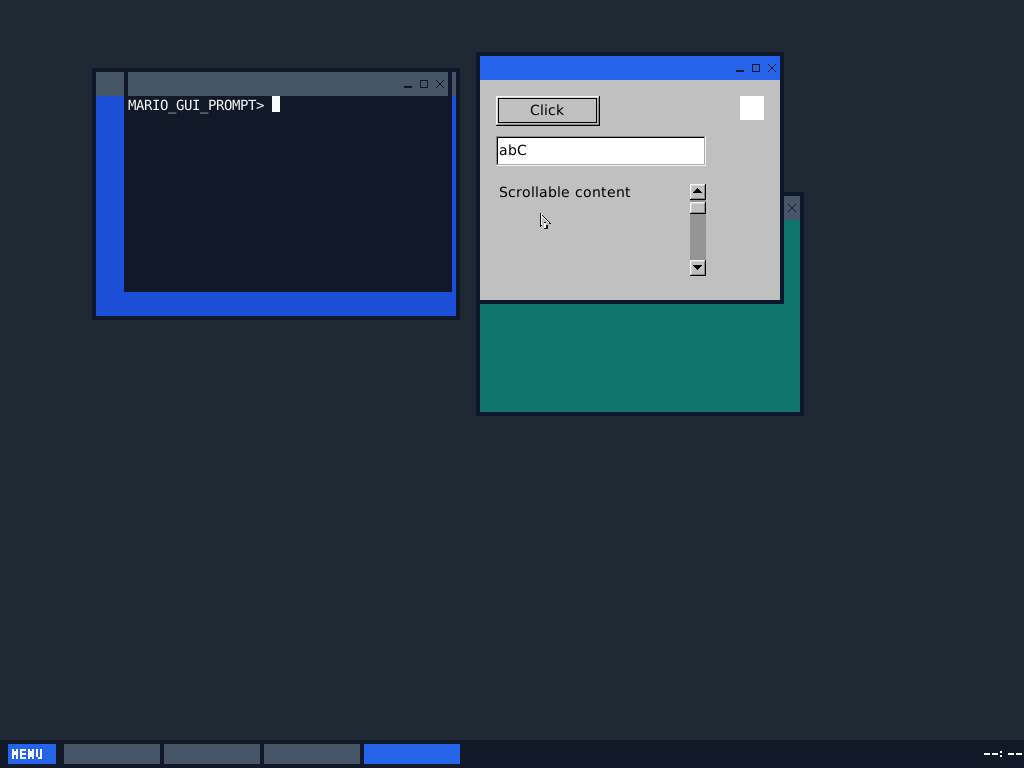 MARIO_GUI_PROMPT>
Click
abC
Scrollable content
MENU
--:--